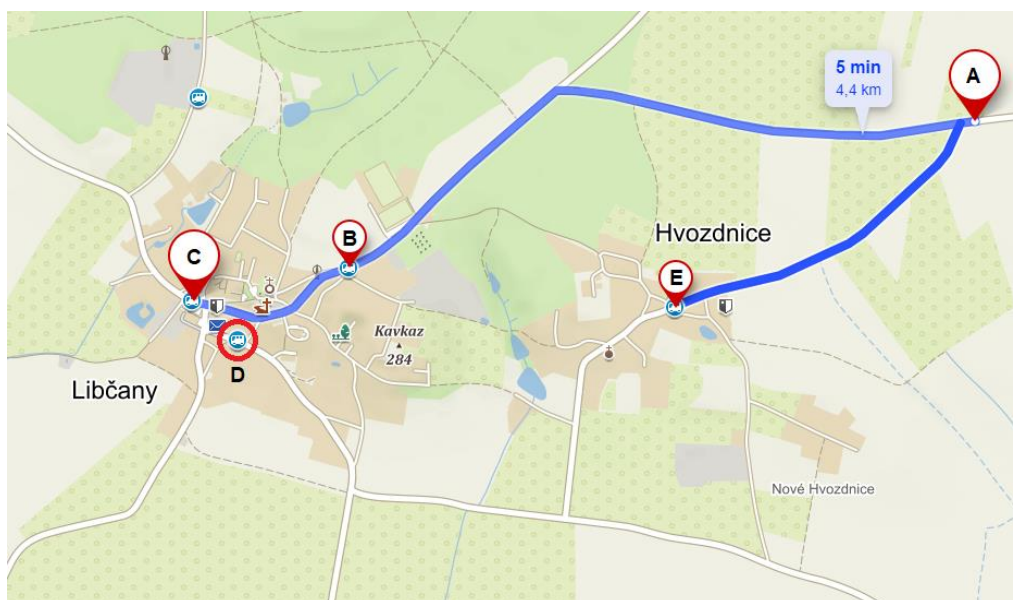 5 min
4,4 km
A
B
Hvozdnice
C
E
Kavkaz
284
D
Libčany
Nové Hvozdnice